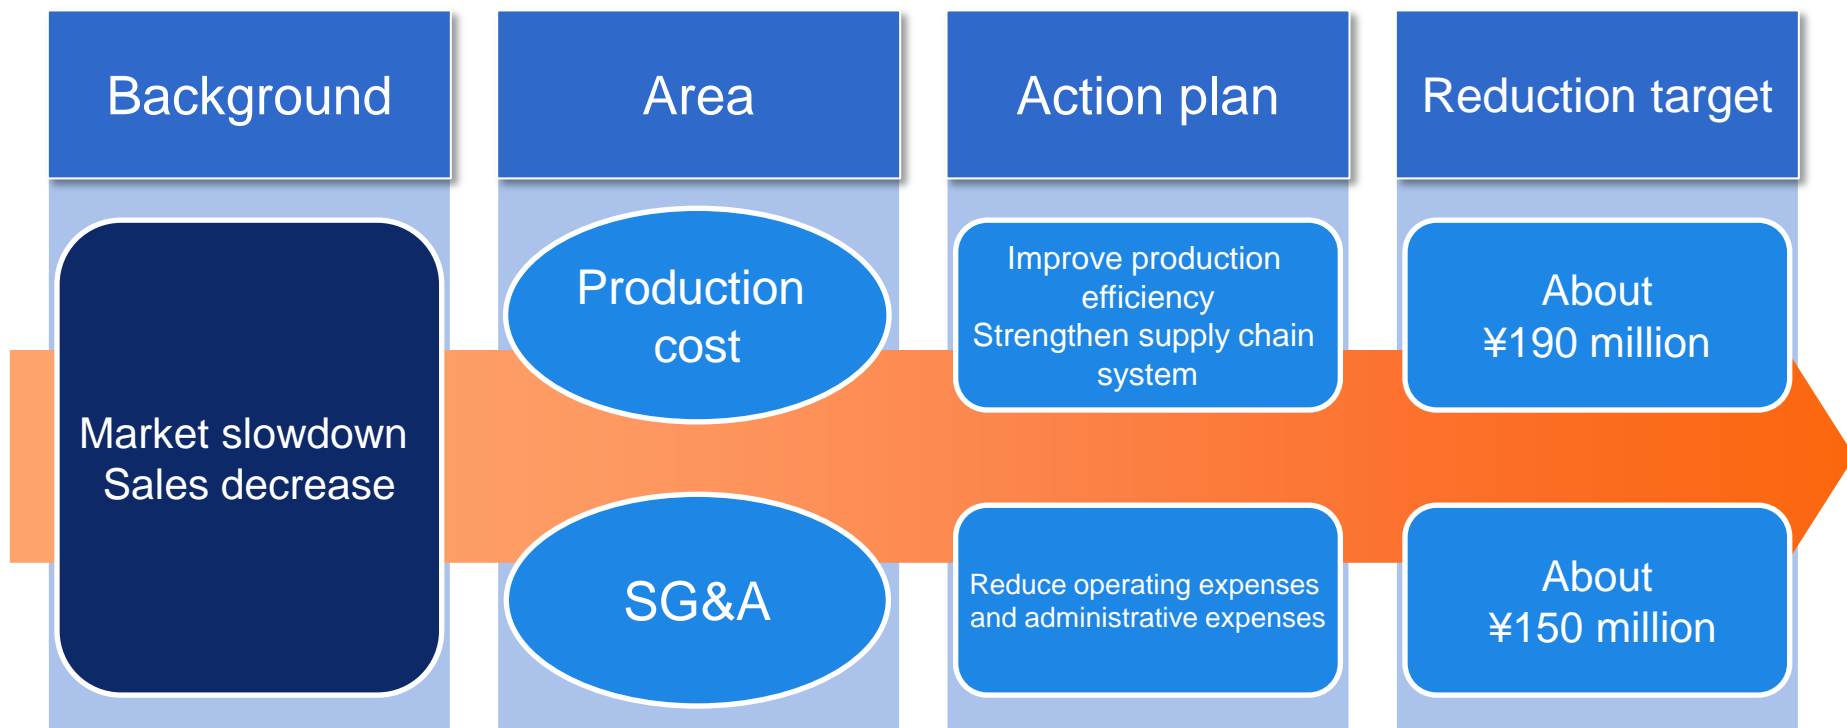 Background
Area
Action plan
Reduction target
Market slowdown
Sales decrease
Production
cost
Improve production
efficiency
Strengthen supply chain
system
About
¥190 million
SG&A
Reduce operating expenses
and administrative expenses
About
¥150 million